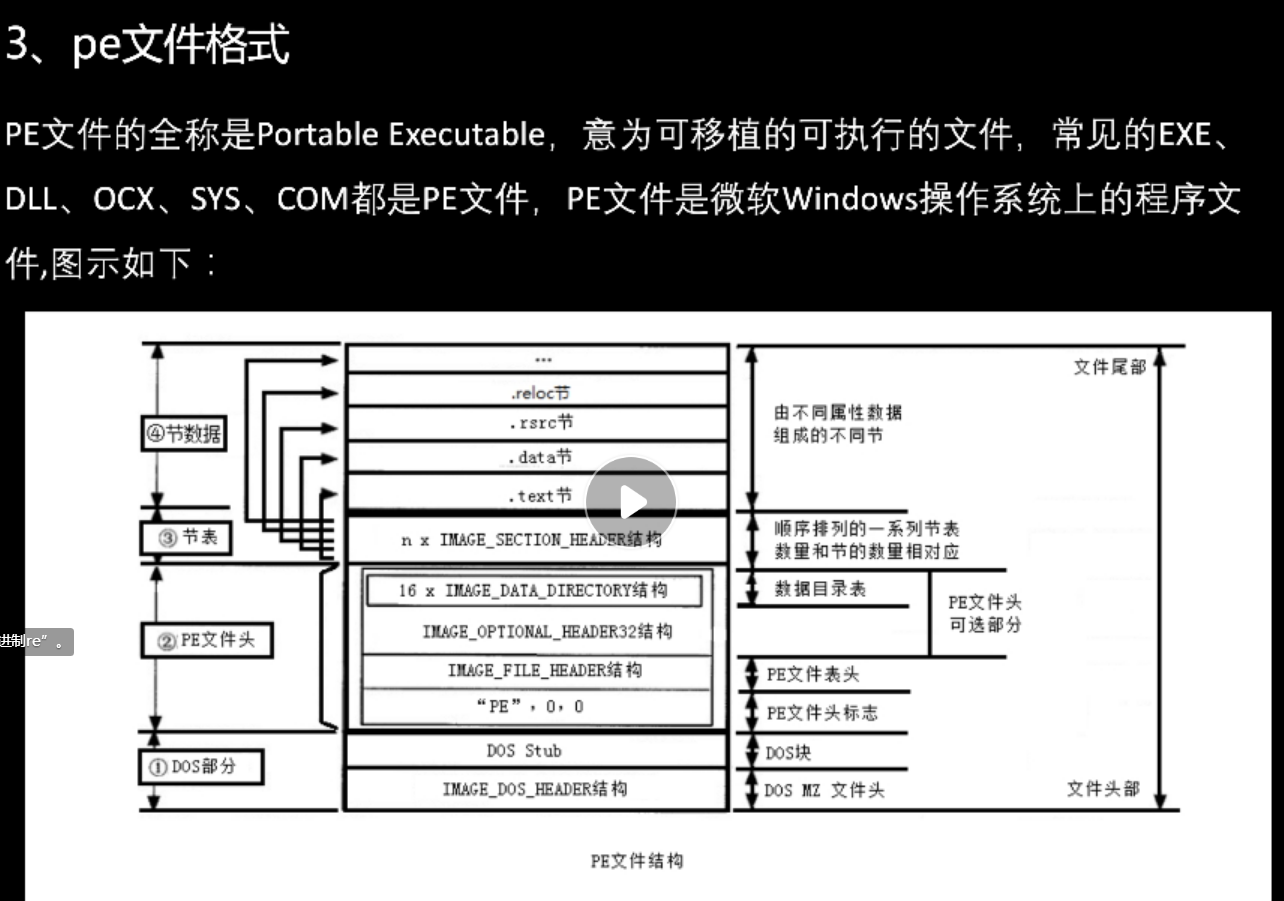 3、pe文件格式
PE文件的全称是Portable Executable，意为可移植的可执行的文件，常见的EXE、
DLL、OCX、SYS、COM都是PE文件，PE文件是微软Windows操作系统上的程序文
件,图示如下：
...
文件尾部
.reloc节
由不同属性数据
组成的不同节
.rsrc节
④节数据
.data节
.text节
③节表
n x IMAGE_SECTION_HEADER结构
顺序排列的一系列节表
数量和节的数量相对应
16 x IMAGE_DATA_DIRECTORY结构
数据目录表
PE文件头
可选部分
IMAGE_OPTIONAL_HEADER32结构
进制re”。
②PE文件头
IMAGE_FILE_HEADER结构
PE文件表头
“PE”，0，0
PE文件头标志
DOS Stub
DOS块
①DOS部分
IMAGE_DOS_HEADER结构
DOS MZ 文件头
文件头部
PE文件结构